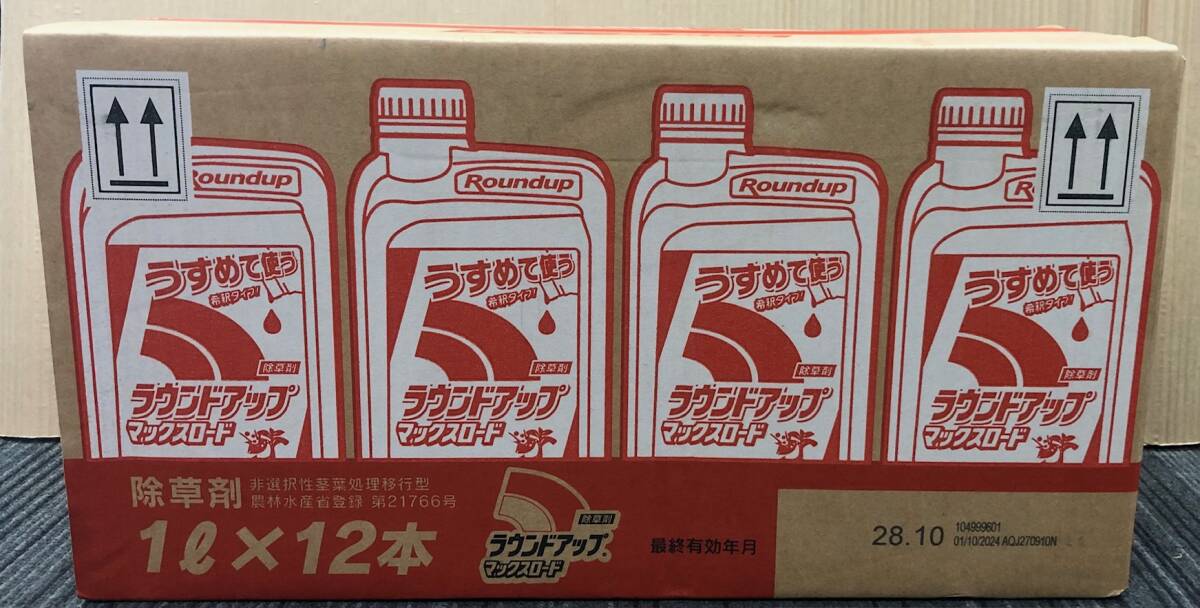 Roundup
Roundup
Roundup
うすめて使う
希釈タイプ!
除草剤
ラウンドアップ
マックスロード
うすめて使う
希釈タイプ!
除草剤
ラウンドアップ
マックスロード
うすめて使う
希釈タイプ!
除草剤
ラウンドアップ
マックスロード
うすめて使う
希釈タイプ!
除草剤
ラウンドアップ
マックスロード
除草剤
非選択性茎葉処理移行型
農林水産省登録 第21766号
1ℓ×12本
除草剤
ラウンドアップ
マックスロード
最終有効年月
28.10
104999601
01/10/2024 AQJ270910N